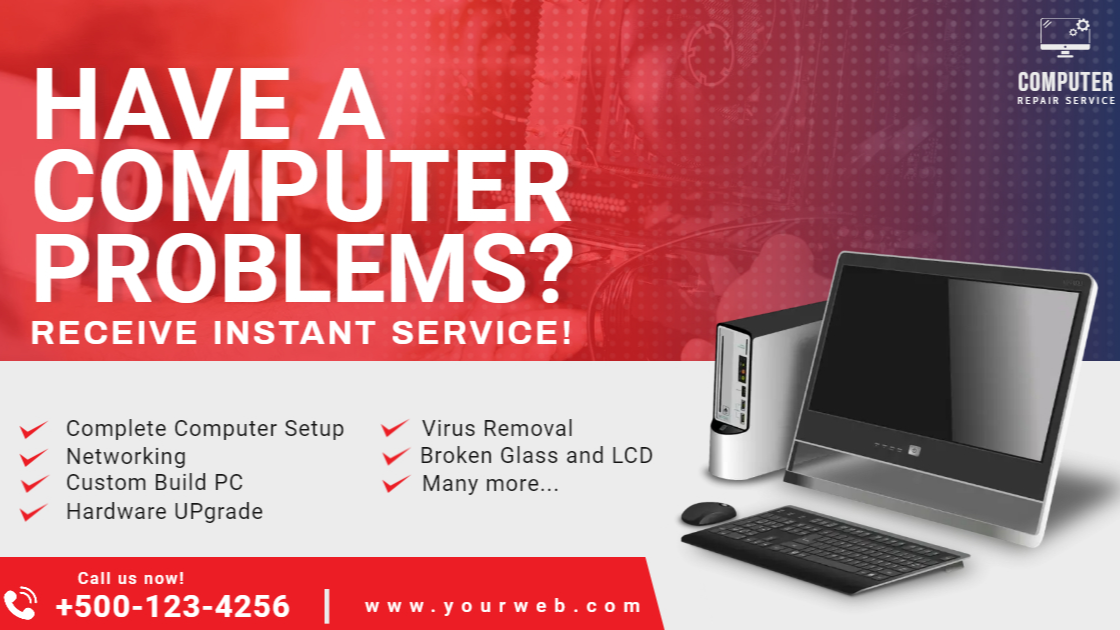 COMPUTER
REPAIR SERVICE
HAVE A
COMPUTER
PROBLEMS?
RECEIVE INSTANT SERVICE!
Complete Computer Setup
Networking
Custom Build PC
Hardware UPgrade
Virus Removal
Broken Glass and LCD
Many more...
Call us now!
+500-123-4256
www.yourweb.com